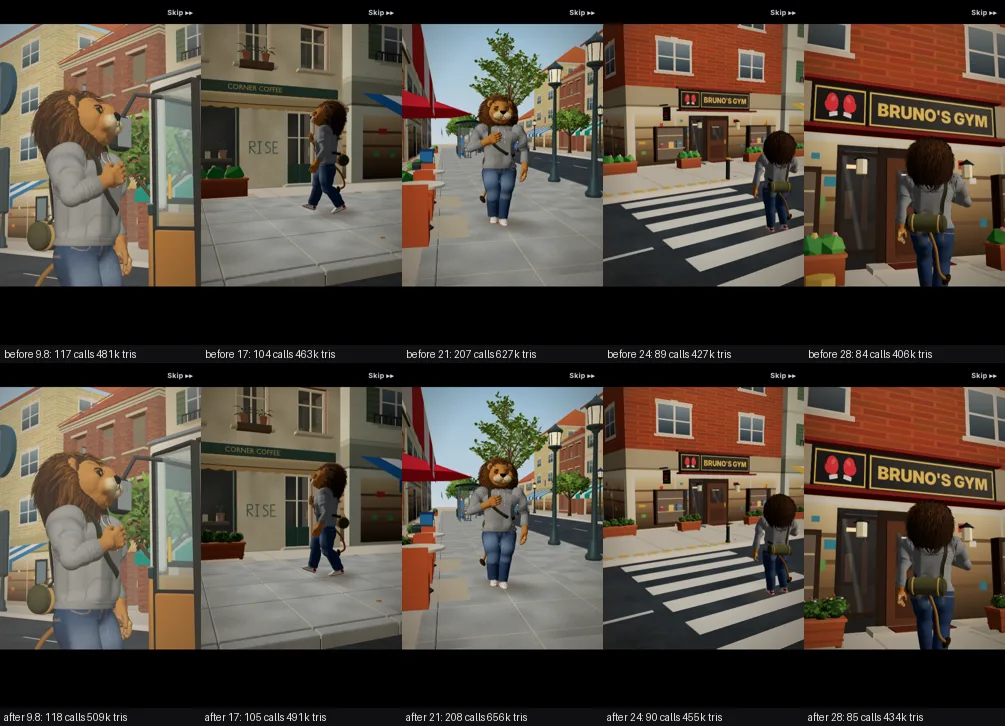 Skip ▸▸
Skip ▸▸
Skip ▸▸
Skip ▸▸
Skip ▸▸
CORNER COFFEE
RISE
BRUNO'S GYM
BRUNO'S GYM
before 9.8: 117 calls 481k tris
before 17: 104 calls 463k tris
before 21: 207 calls 627k tris
before 24: 89 calls 427k tris
before 28: 84 calls 406k tris
Skip ▸▸
Skip ▸▸
Skip ▸▸
Skip ▸▸
Skip ▸▸
CORNER COFFEE
RISE
BRUNO'S GYM
BRUNO'S GYM
after 9.8: 118 calls 509k tris
after 17: 105 calls 491k tris
after 21: 208 calls 656k tris
after 24: 90 calls 455k tris
after 28: 85 calls 434k tris